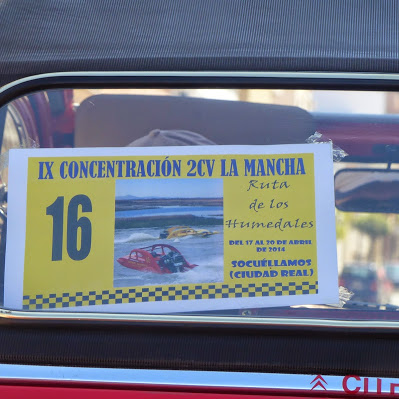 IX CONCENTRACIÓN 2CV LA MANCHA
16
Ruta
de los
Humedales
DEL 17 AL 20 DE ABRIL
DE 2014
SOCUÉLLAMOS
(CIUDAD REAL)